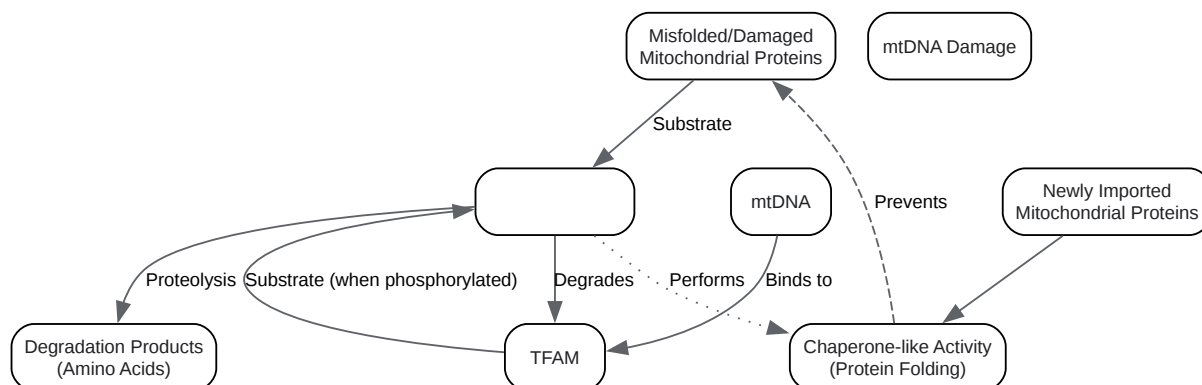 Misfolded/Damaged
Mitochondrial Proteins
mtDNA Damage
Substrate
mtDNA
Newly Imported
Mitochondrial Proteins
Prevents
Proteolysis
Substrate (when phosphorylated)
Degrades
Performs
Binds to
Degradation Products
(Amino Acids)
TFAM
Chaperone-like Activity
(Protein Folding)